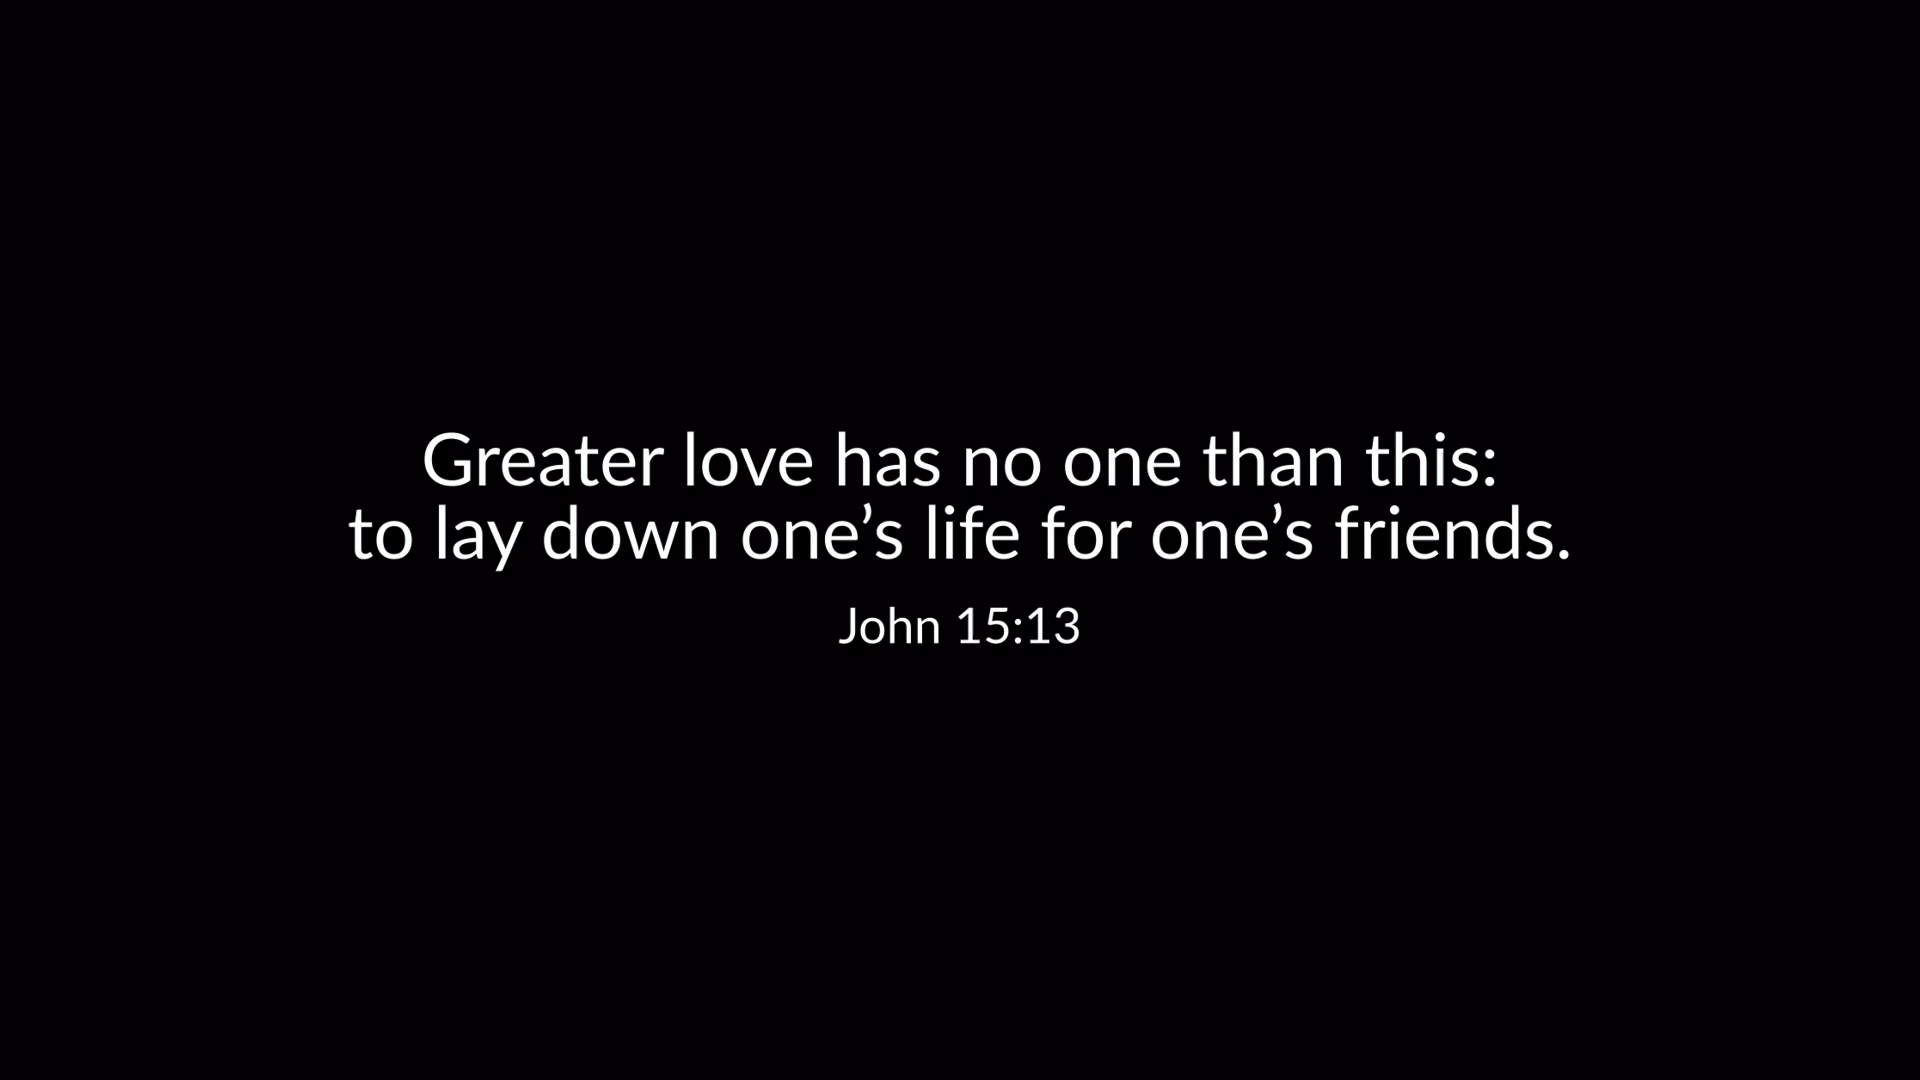 Greater love has no one than this:
to lay down one’s life for one’s friends.
John 15:13